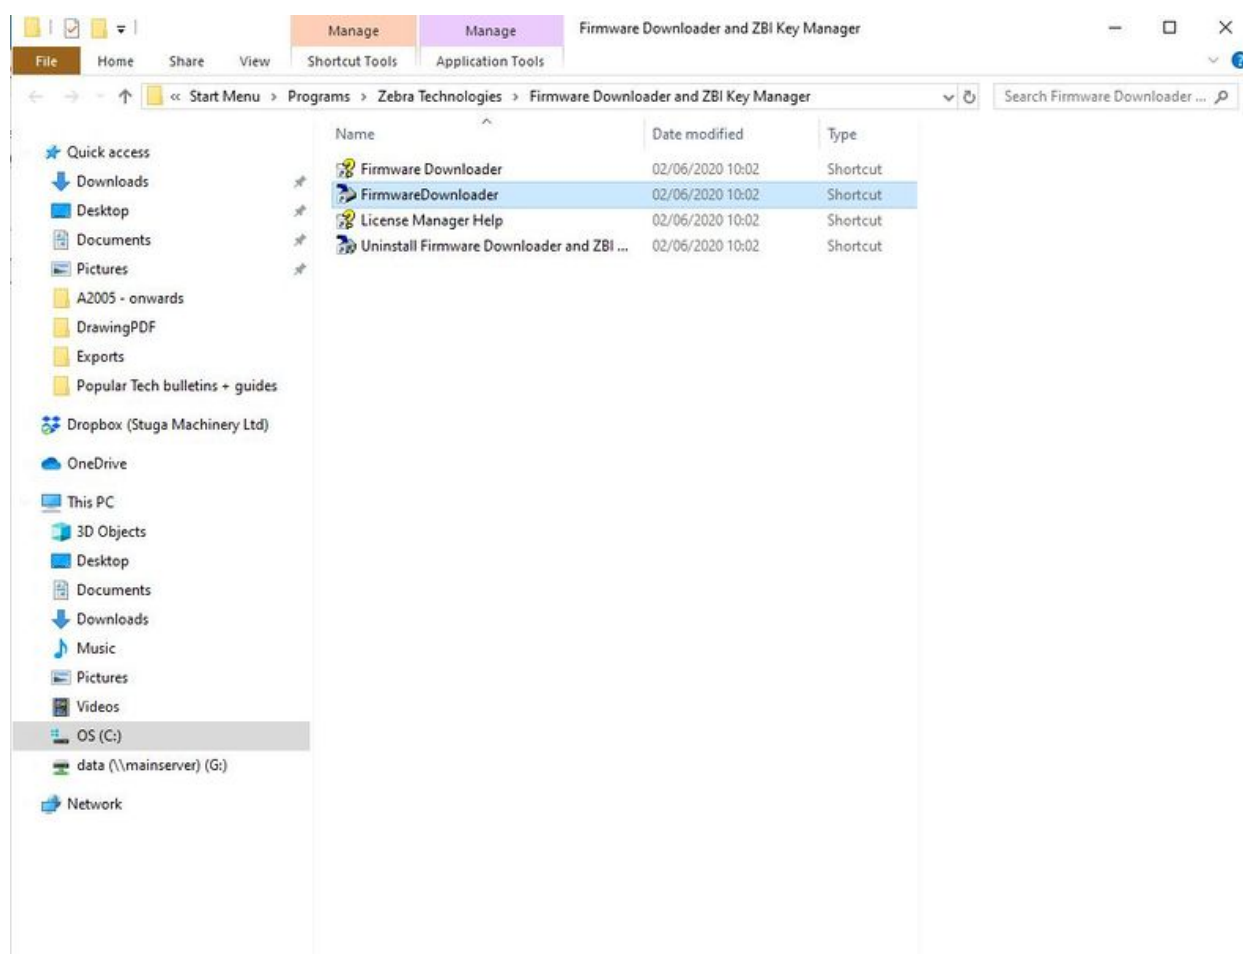 Manage Manage Firmware Downloader and ZBI Key Manager
File Home Share View Shortcut Tools Application Tools
« Start Menu > Programs > Zebra Technologies > Firmware Downloader and ZBI Key Manager Search Firmware Downloader ...
Name Date modified Type
Quick access
Firmware Downloader 02/06/2020 10:02 Shortcut
Downloads
FirmwareDownloader 02/06/2020 10:02 Shortcut
Desktop
License Manager Help 02/06/2020 10:02 Shortcut
Documents
Uninstall Firmware Downloader and ZBI ... 02/06/2020 10:02 Shortcut
Pictures
A2005 - onwards
DrawingPDF
Exports
Popular Tech bulletins + guides
Dropbox (Stuga Machinery Ltd)
OneDrive
This PC
3D Objects
Desktop
Documents
Downloads
Music
Pictures
Videos
OS (C:)
data (\\mainserver) (G:)
Network